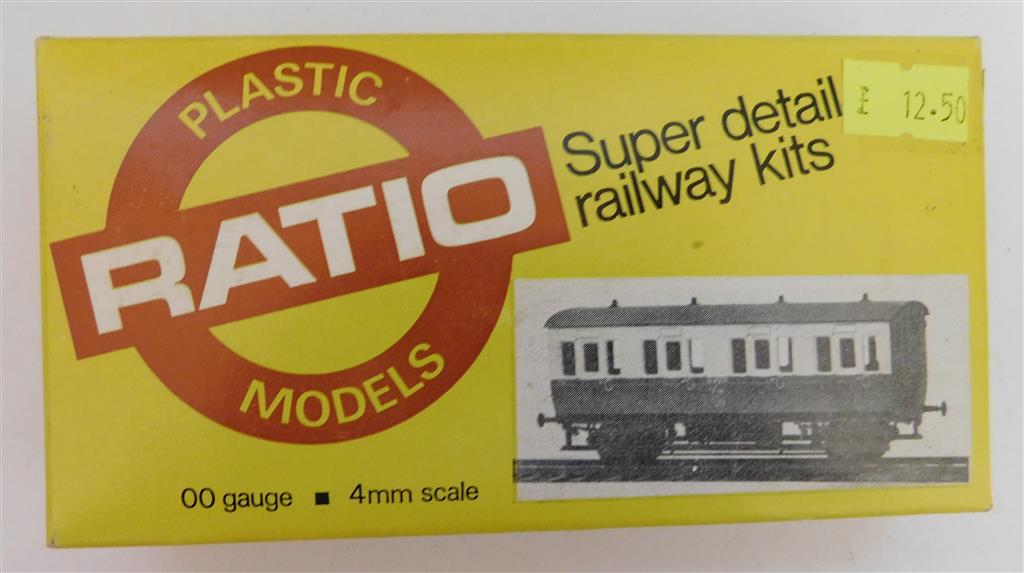 PLASTIC
RATIO
MODELS
Super detail
railway kits
£ 12.50
00 gauge ■ 4mm scale